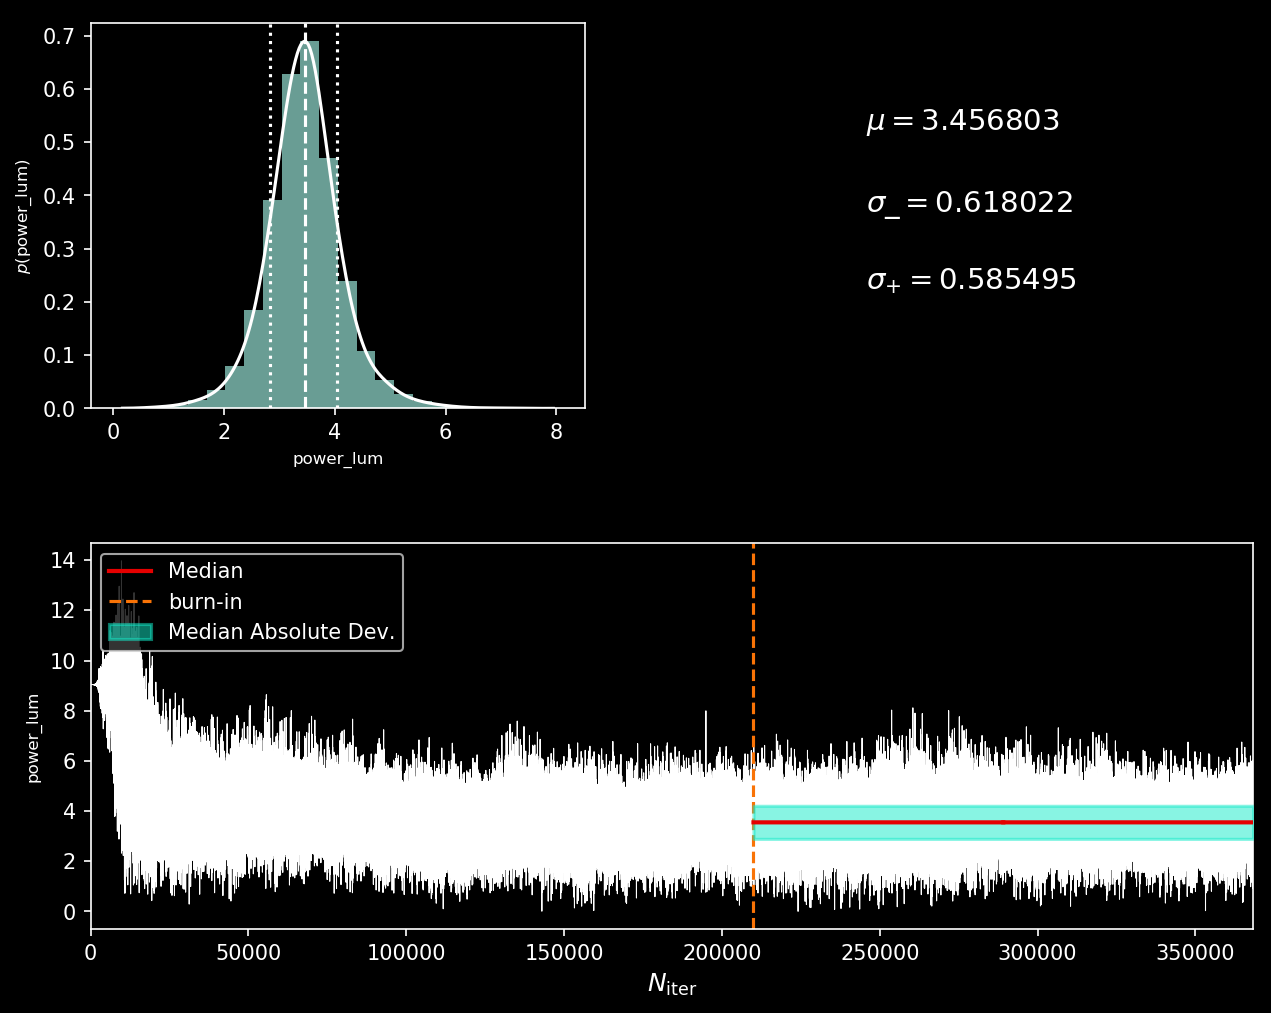 0.7
0.6
0.5
0.4
0.3
0.2
0.1
0.0
p(power_lum)
0 2 4 6 8
power_lum
μ = 3.456803
σ_ = 0.618022
σ+ = 0.585495
14
12
10
8
6
4
2
0
power_lum
Median
burn-in
Median Absolute Dev.
0 50000 100000 150000 200000 250000 300000 350000
Niter